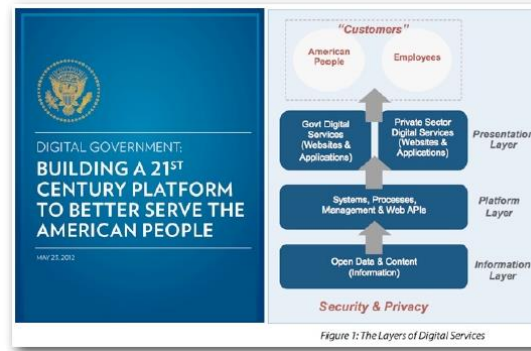 DIGITAL GOVERNMENT:
BUILDING A 21ST
CENTURY PLATFORM
TO BETTER SERVE THE
AMERICAN PEOPLE
MAY 23, 2012
"Customers"
American
People
Employees
Govt Digital
Services
(Websites &
Applications)
Private Sector
Digital Services
(Websites
& Applications)
Presentation
Layer
Systems, Processes,
Management & Web APIs
Platform
Layer
Open Data & Content
(Information)
Information
Layer
Security & Privacy
Figure 1: The Layers of Digital Services